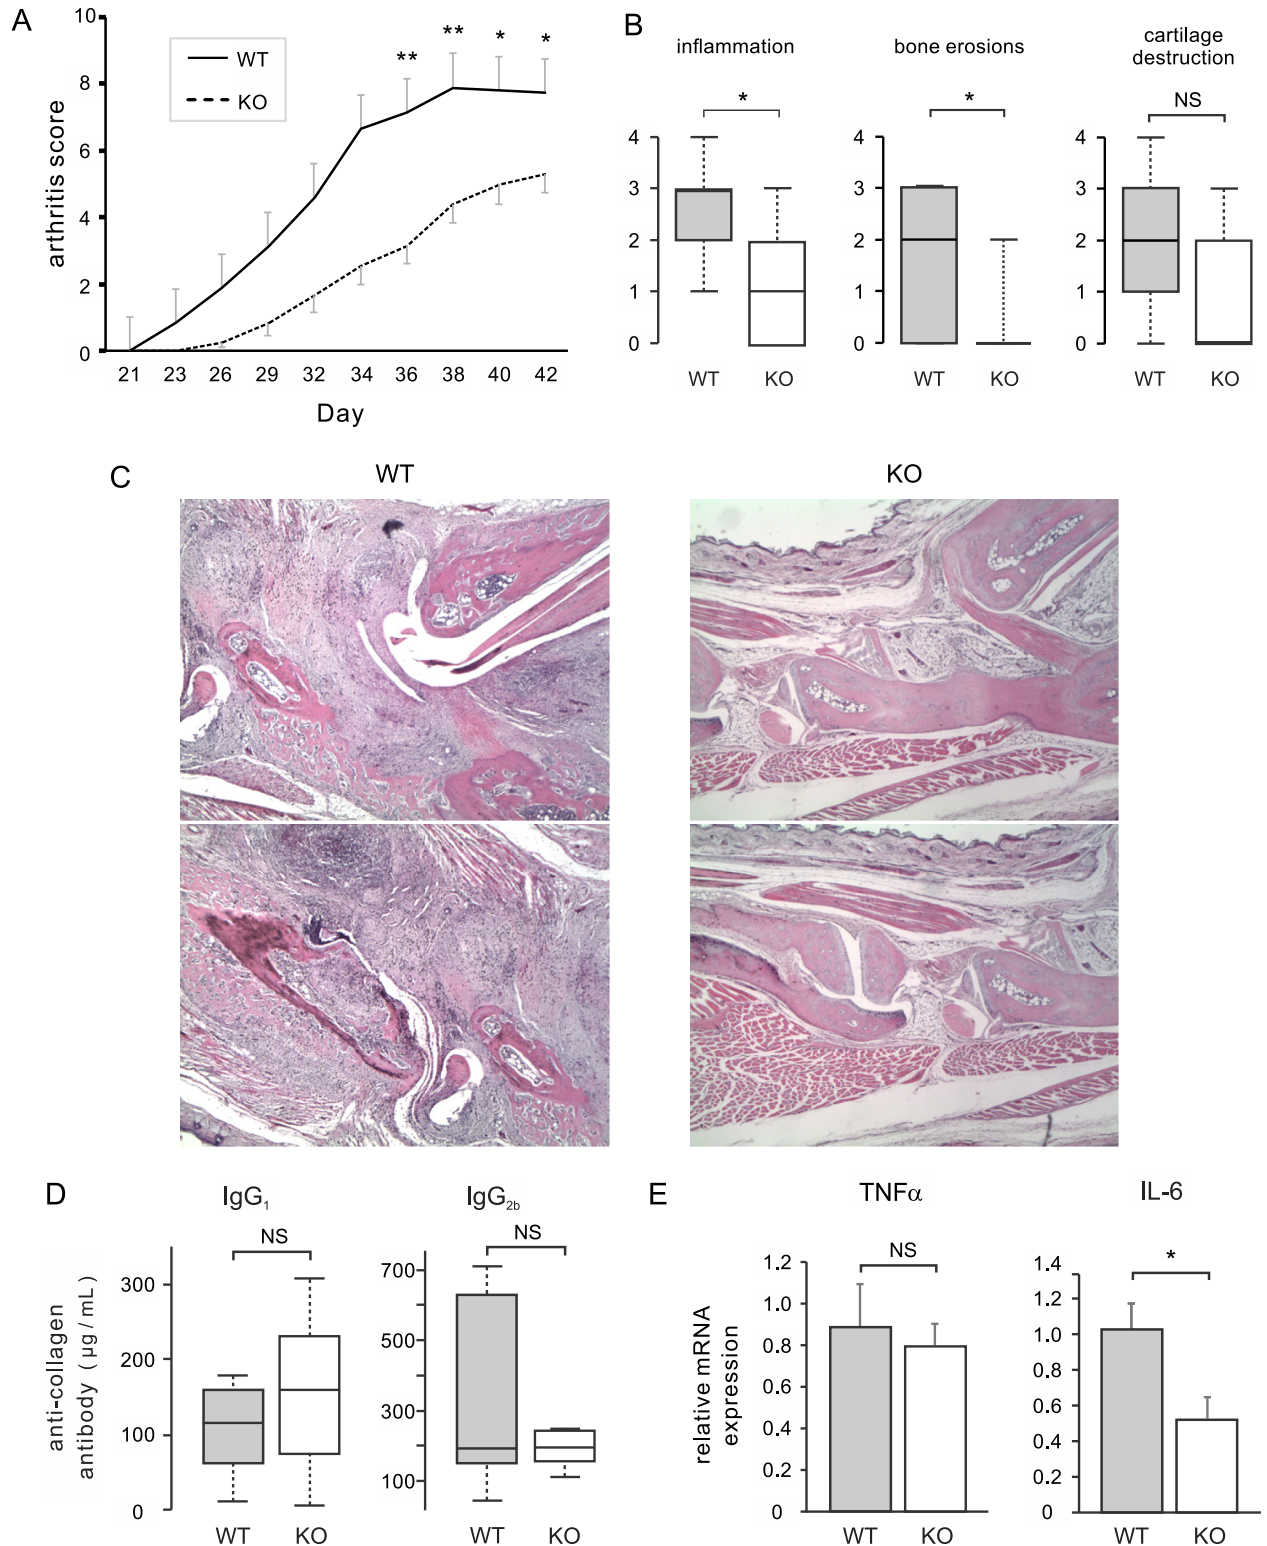 A
10
8
6
4
2
0
arthritis score
WT
KO
** ** * *
21 23 26 29 32 34 36 38 40 42
Day
B
inflammation
*
4
3
2
1
0
WT KO
bone erosions
*
4
3
2
1
0
WT KO
cartilage
destruction
NS
4
3
2
1
0
WT KO
C
WT KO
D
anti-collagen
antibody ( µg / mL)
IgG1
NS
300
200
100
0
WT KO
IgG2b
NS
700
500
300
100
WT KO
E
relative mRNA
expression
TNFα
NS
1.2
1.0
0.8
0.6
0.4
0.2
0
WT KO
IL-6
*
1.4
1.2
1.0
0.8
0.6
0.4
0.2
0
WT KO